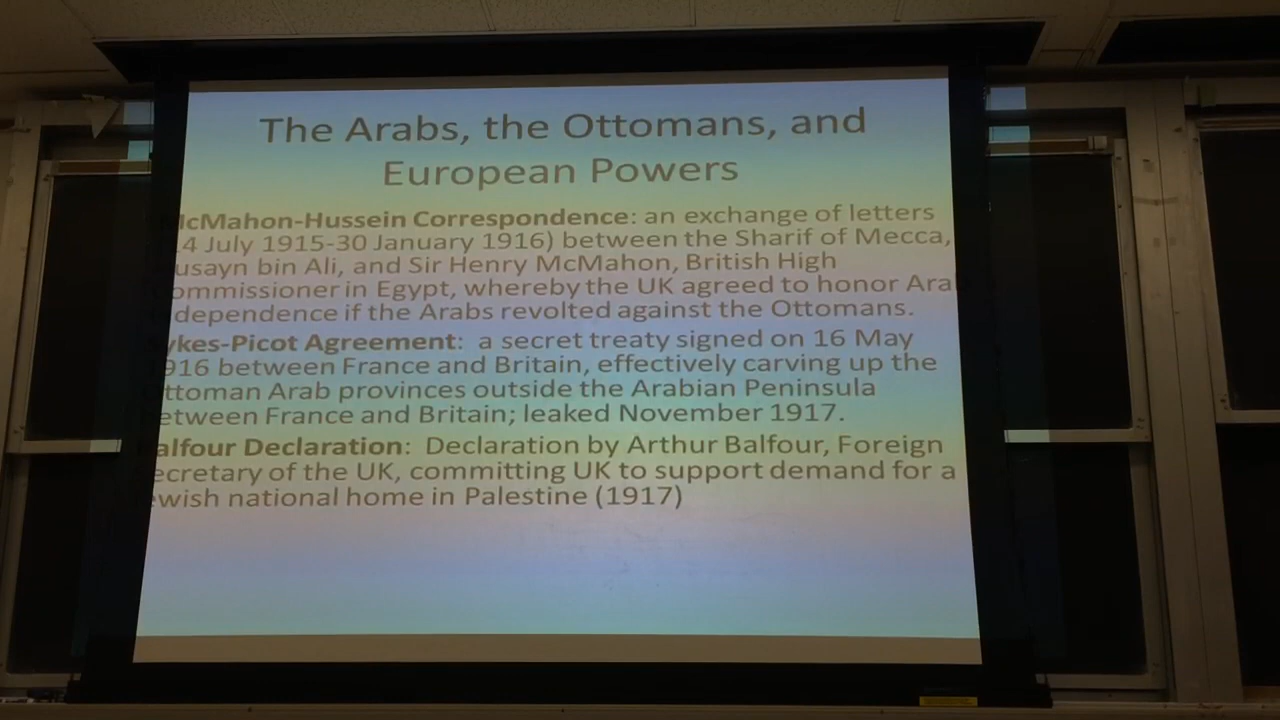 The Arabs, the Ottomans, and
European Powers
McMahon-Hussein Correspondence: an exchange of letters
4 July 1915-30 January 1916) between the Sharif of Mecca,
usayn bin Ali, and Sir Henry McMahon, British High
ommissioner in Egypt, whereby the UK agreed to honor Arab
dependence if the Arabs revolted against the Ottomans.
ykes-Picot Agreement: a secret treaty signed on 16 May
916 between France and Britain, effectively carving up the
ttoman Arab provinces outside the Arabian Peninsula
etween France and Britain; leaked November 1917.
alfour Declaration: Declaration by Arthur Balfour, Foreign
ecretary of the UK, committing UK to support demand for a
ewish national home in Palestine (1917)